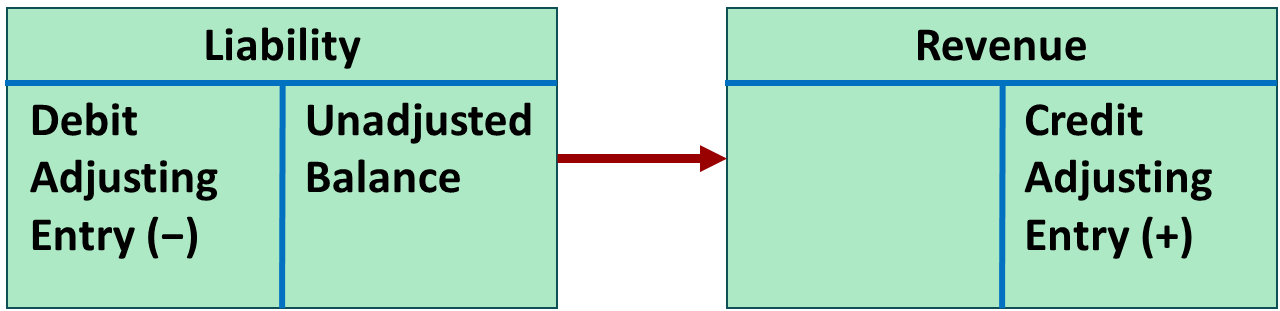 Liability
Debit
Adjusting
Entry (−)
Unadjusted
Balance
Revenue
Credit
Adjusting
Entry (+)